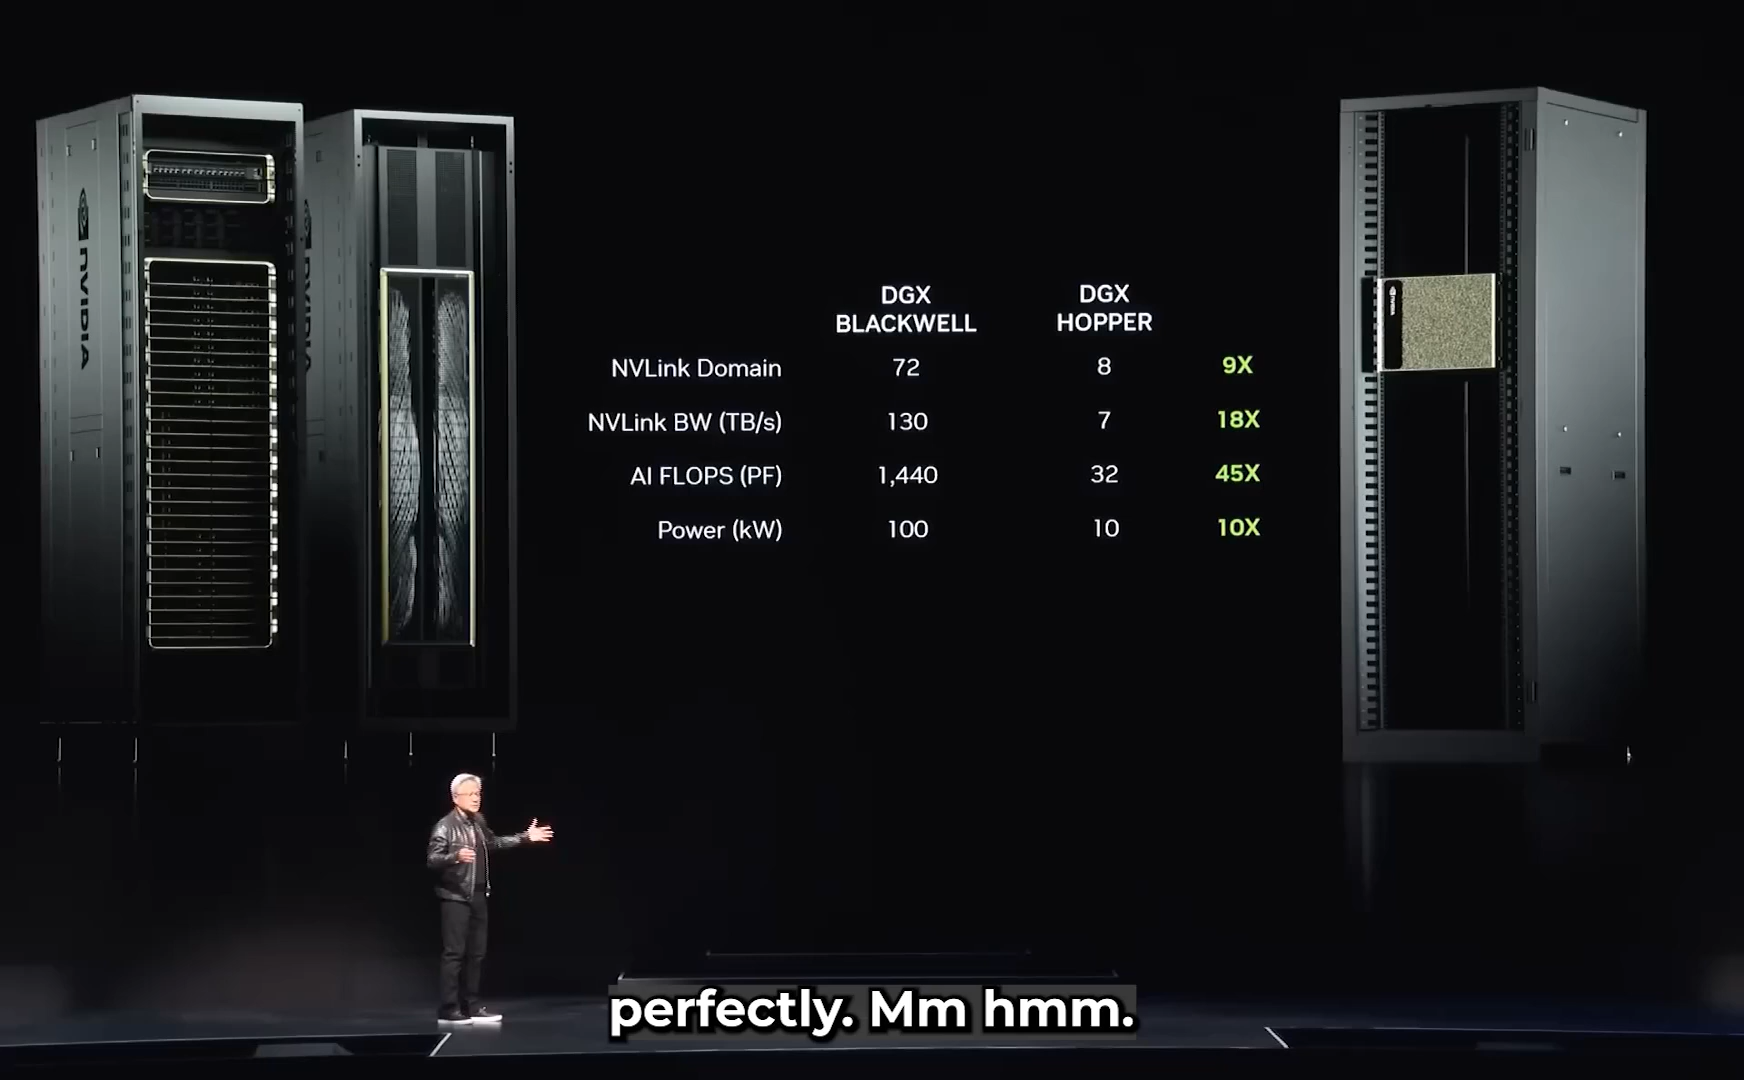 NVIDIA
NVIDIA
DGX
BLACKWELL
DGX
HOPPER
NVLink Domain 72 8 9X
NVLink BW (TB/s) 130 7 18X
AI FLOPS (PF) 1,440 32 45X
Power (kW) 100 10 10X
perfectly. Mm hmm.